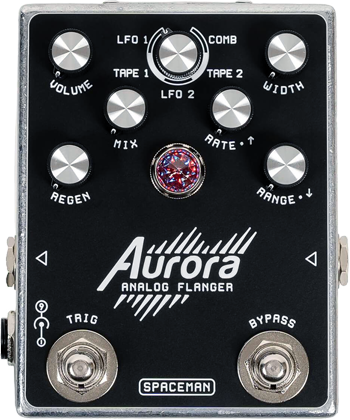 LFO 1 COMB
TAPE 1 TAPE 2
LFO 2
VOLUME WIDTH
MIX RATE • ↑
REGEN RANGE • ↓
Aurora
ANALOG FLANGER
TRIG BYPASS
SPACEMAN